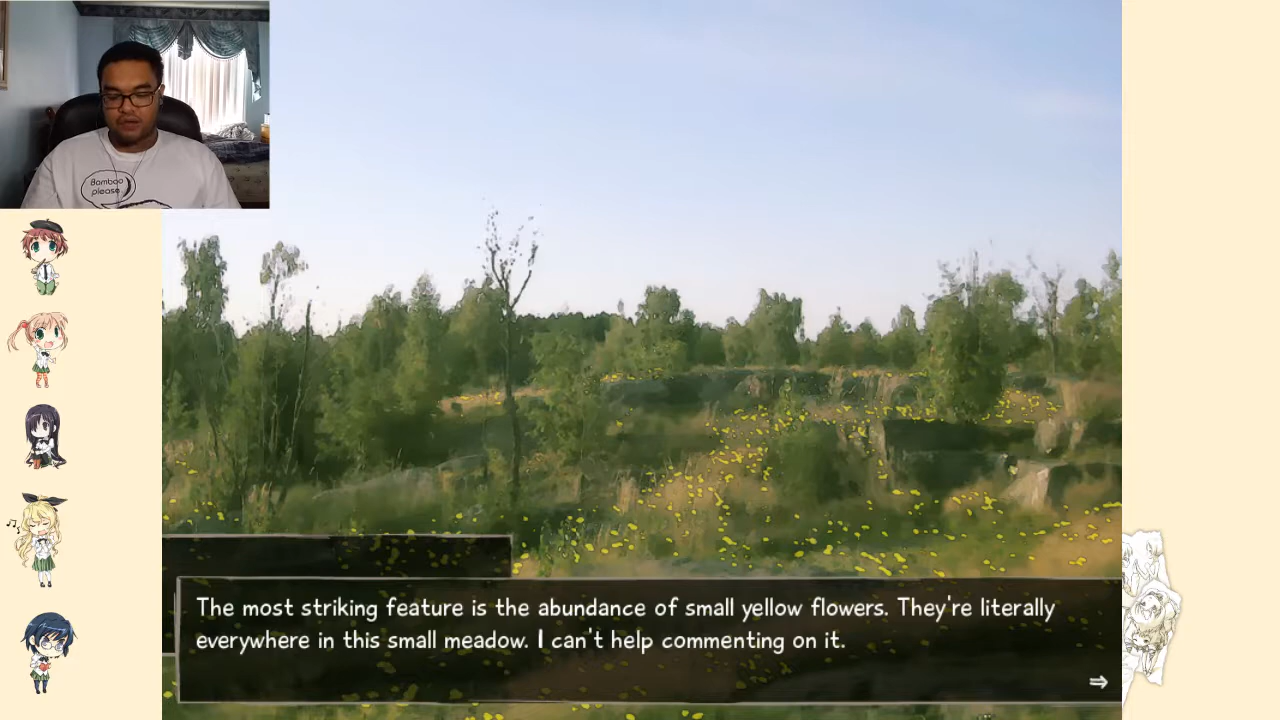 Bamboo
please
The most striking feature is the abundance of small yellow flowers. They're literally
everywhere in this small meadow. I can't help commenting on it.